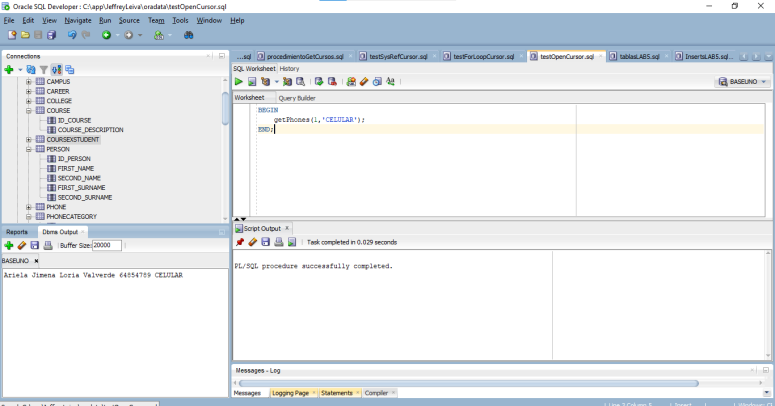 Oracle SQL Developer : C:\app\JeffreyLeiva\oradata\testOpenCursor.sql
File Edit View Navigate Run Source Team Tools Window Help
Connections
CAMPUS
CAREER
COLLEGE
COURSE
ID_COURSE
COURSE_DESCRIPTION
COURSEXSTUDENT
PERSON
ID_PERSON
FIRST_NAME
SECOND_NAME
FIRST_SURNAME
SECOND_SURNAME
PHONE
PHONECATEGORY
Reports Dbms Output
Buffer Size: 20000
BASEUNO
Ariela Jimena Loria Valverde 64854789 CELULAR
...sql procedimientoGetCursos.sql testSysRefCursor.sql testForLoopCursor.sql testOpenCursor.sql tablasLAB5.sql InsertsLAB5.sql...
SQL Worksheet History
BASEUNO
Worksheet Query Builder
BEGIN
getPhones(1,'CELULAR');
END;
Script Output
Task completed in 0.029 seconds
PL/SQL procedure successfully completed.
Messages - Log
Messages Logging Page Statements Compiler